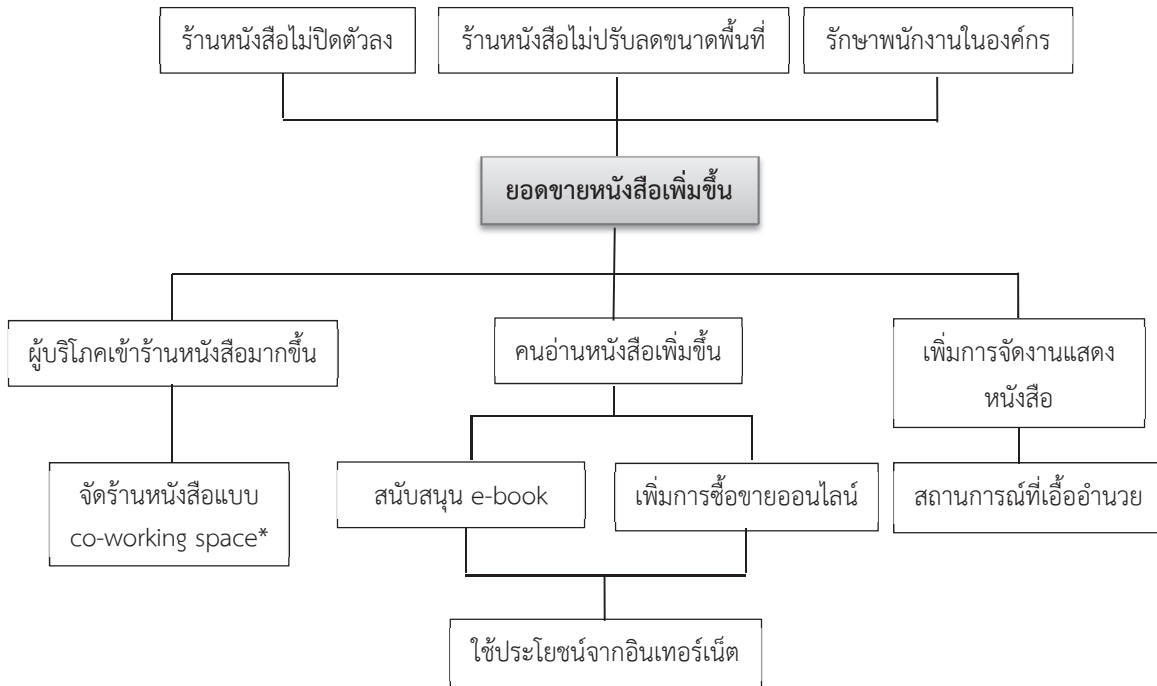 ร้านหนังสือไม่ปิดตัวลง
ร้านหนังสือไม่ปรับลดขนาดพื้นที่
รักษาพนักงานในองค์กร
ยอดขายหนังสือเพิ่มขึ้น
ผู้บริโภคเข้าร้านหนังสือมากขึ้น
คนอ่านหนังสือเพิ่มขึ้น
เพิ่มการจัดงานแสดง
หนังสือ
จัดร้านหนังสือแบบ
co-working space*
สนับสนุน e-book
เพิ่มการซื้อขายออนไลน์
สถานการณ์ที่เอื้ออำนวย
ใช้ประโยชน์จากอินเทอร์เน็ต